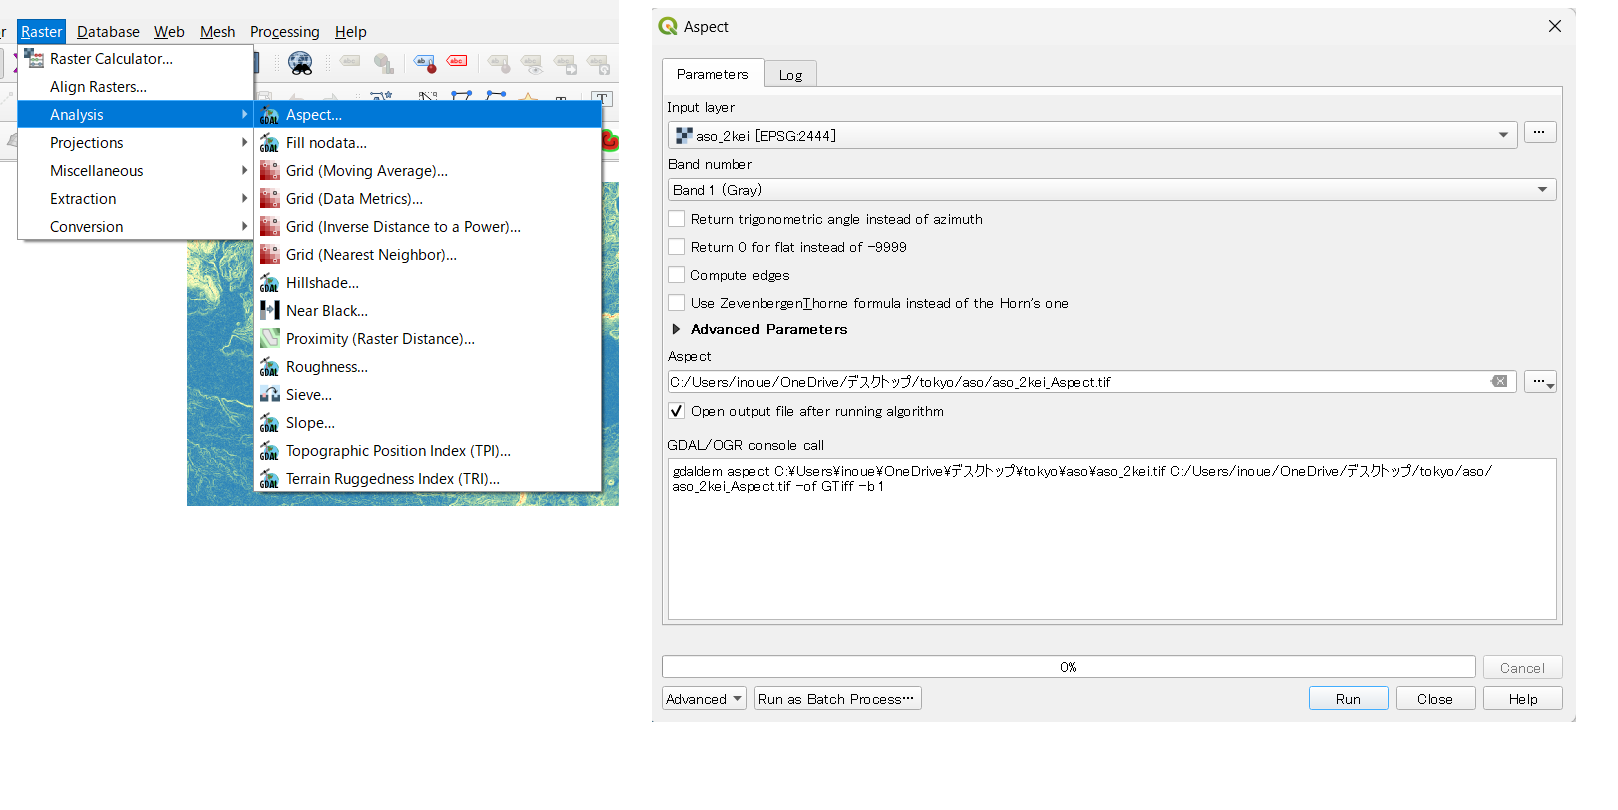 r Raster Database Web Mesh Processing Help
Raster Calculator...
Align Rasters...
Analysis
Projections
Miscellaneous
Extraction
Conversion
Aspect...
Fill nodata...
Grid (Moving Average)...
Grid (Data Metrics)...
Grid (Inverse Distance to a Power)...
Grid (Nearest Neighbor)...
Hillshade...
Near Black...
Proximity (Raster Distance)...
Roughness...
Sieve...
Slope...
Topographic Position Index (TPI)...
Terrain Ruggedness Index (TRI)...
Aspect
Parameters Log
Input layer
aso_2kei [EPSG:2444]
Band number
Band 1 (Gray)
Return trigonometric angle instead of azimuth
Return 0 for flat instead of -9999
Compute edges
Use ZevenbergenThorne formula instead of the Horn's one
Advanced Parameters
Aspect
C:/Users/inoue/OneDrive/デスクトップ/tokyo/aso/aso_2kei_Aspect.tif
Open output file after running algorithm
GDAL/OGR console call
gdaldem aspect C:¥Users¥inoue¥OneDrive¥デスクトップ¥tokyo¥aso¥aso_2kei.tif C:/Users/inoue/OneDrive/デスクトップ/tokyo/aso/
aso_2kei_Aspect.tif -of GTiff -b 1
0%
Cancel
Advanced Run as Batch Process… Run Close Help